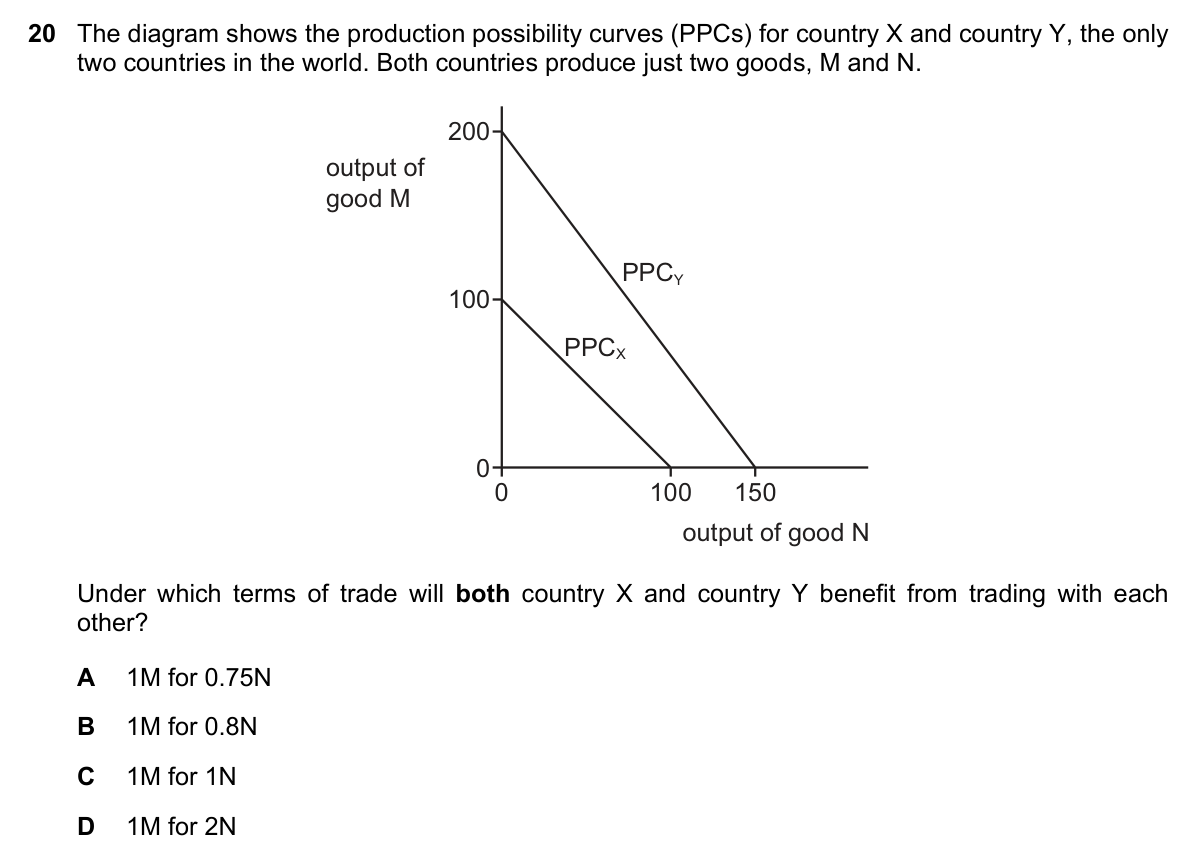 20 The diagram shows the production possibility curves (PPCs) for country X and country Y, the only
two countries in the world. Both countries produce just two goods, M and N.
200
output of
good M
PPCY
100
PPCX
0
0 100 150
output of good N
Under which terms of trade will both country X and country Y benefit from trading with each
other?
A 1M for 0.75N
B 1M for 0.8N
C 1M for 1N
D 1M for 2N